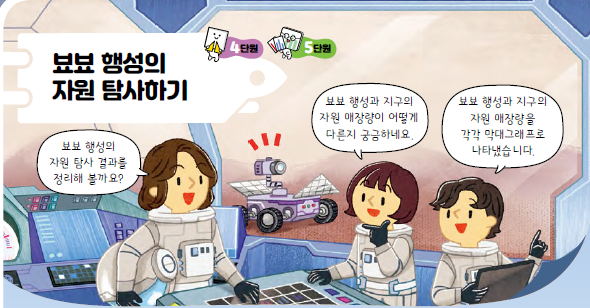 뵤뵤 행성의
자원 탐사하기
4단원
5단원
뵤뵤 행성의
자원 탐사 결과를
정리해 볼까요?
뵤뵤 행성과 지구의
자원 매장량이 어떻게
다른지 궁금하네요.
뵤뵤 행성과 지구의
자원 매장량을
각각 막대그래프로
나타냈습니다.